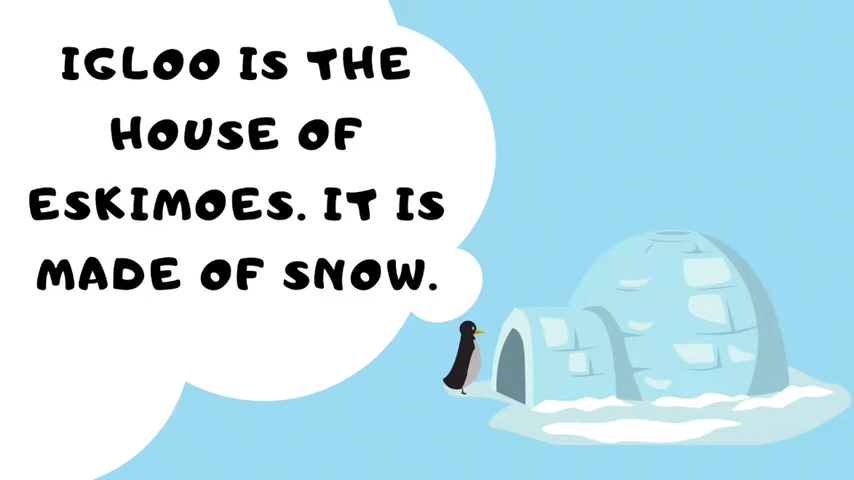 IGLOO IS THE
HOUSE OF
ESKIMOES. IT IS
MADE OF SNOW.